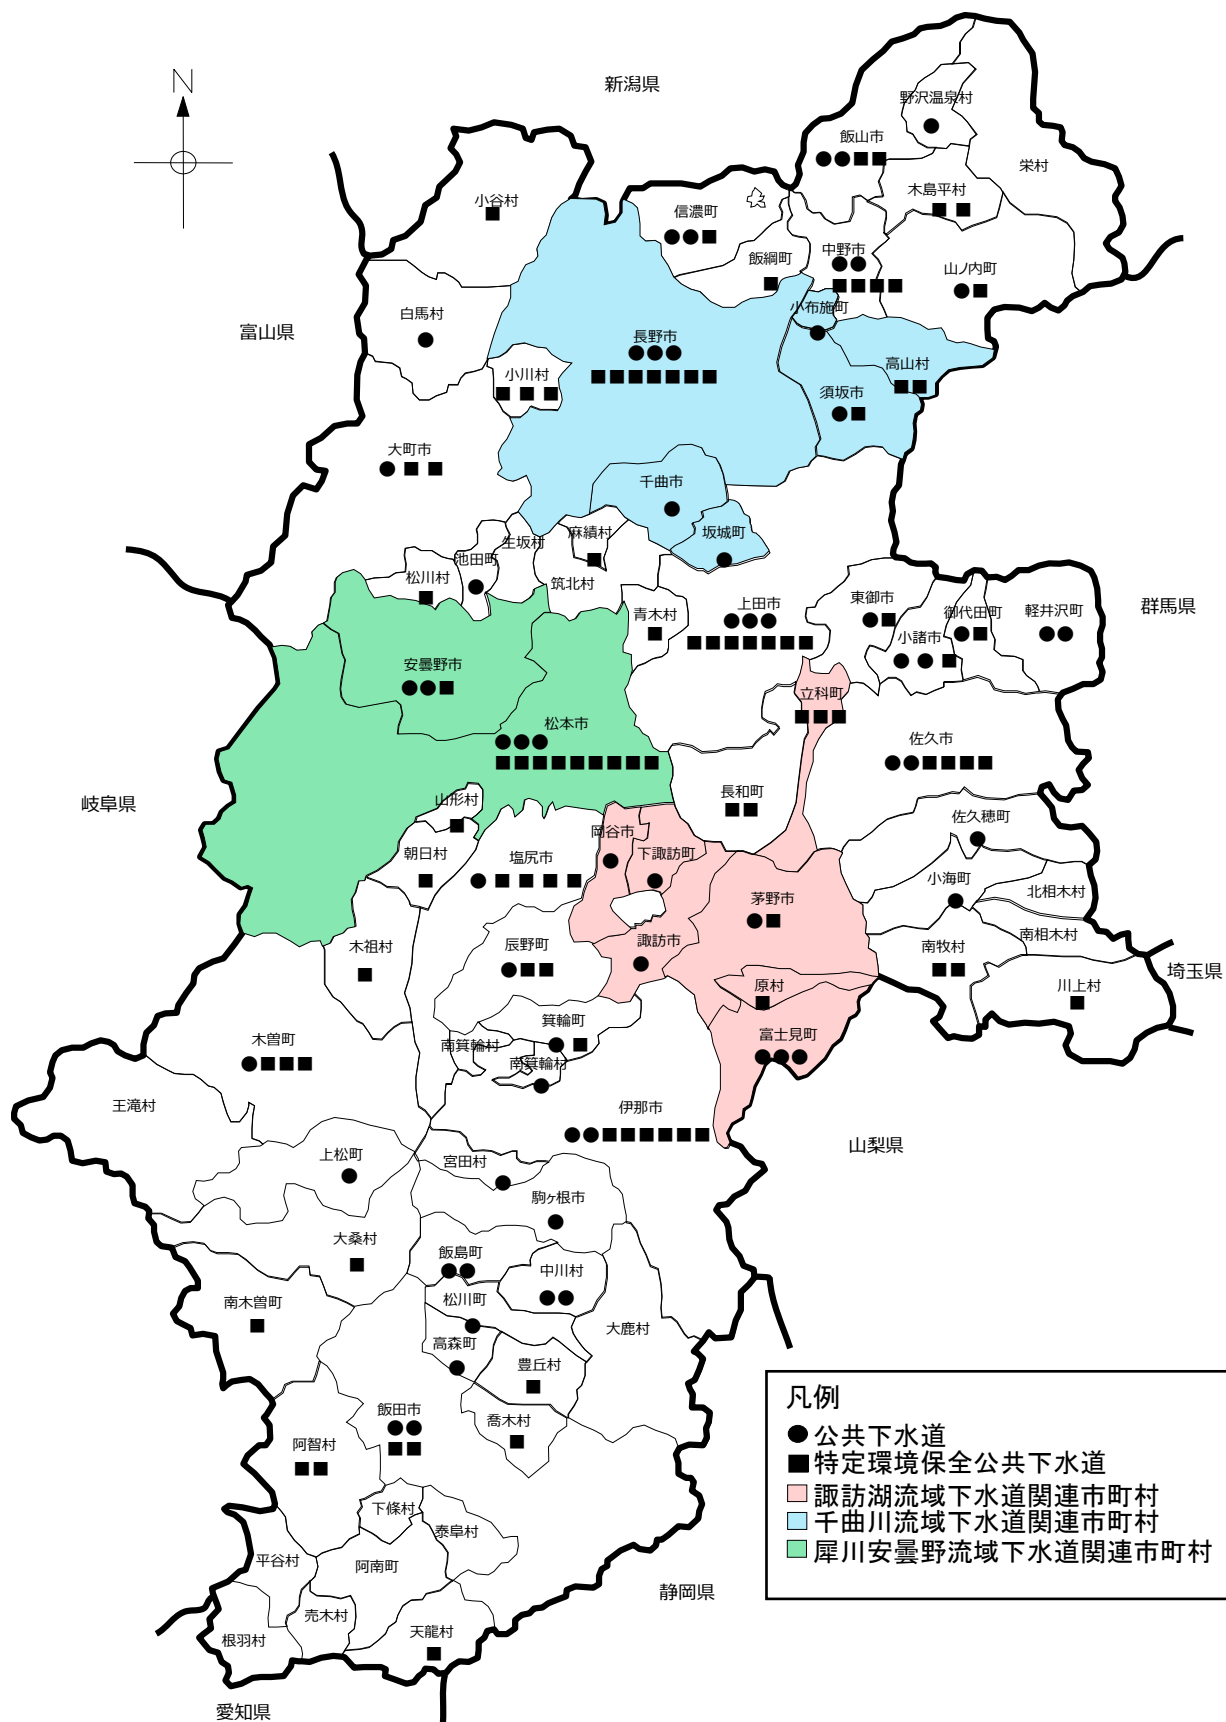 N
新潟県
野沢温泉村
飯山市
栄村
木島平村
小谷村
信濃町
飯綱町
中野市
山ノ内町
白馬村
小布施町
富山県
長野市
高山村
小川村
須坂市
大町市
千曲市
坂城町
麻績村
生坂村
池田町
松川村
筑北村
青木村
上田市
東御市
御代田町
軽井沢町
群馬県
小諸市
安曇野市
立科町
松本市
佐久市
岐阜県
山形村
長和町
佐久穂町
岡谷市
下諏訪町
朝日村
塩尻市
小海町
北相木村
茅野市
南相木村
木祖村
辰野町
諏訪市
南牧村
埼玉県
原村
川上村
箕輪町
富士見町
木曽町
南箕輪村
南箕輪村
王滝村
伊那市
山梨県
上松町
宮田村
駒ヶ根市
大桑村
飯島町
中川村
南木曽町
松川町
大鹿村
高森町
豊丘村
飯田市
喬木村
阿智村
下條村
泰阜村
平谷村
阿南町
静岡県
売木村
天龍村
根羽村
愛知県
凡例
公共下水道
特定環境保全公共下水道
諏訪湖流域下水道関連市町村
千曲川流域下水道関連市町村
犀川安曇野流域下水道関連市町村